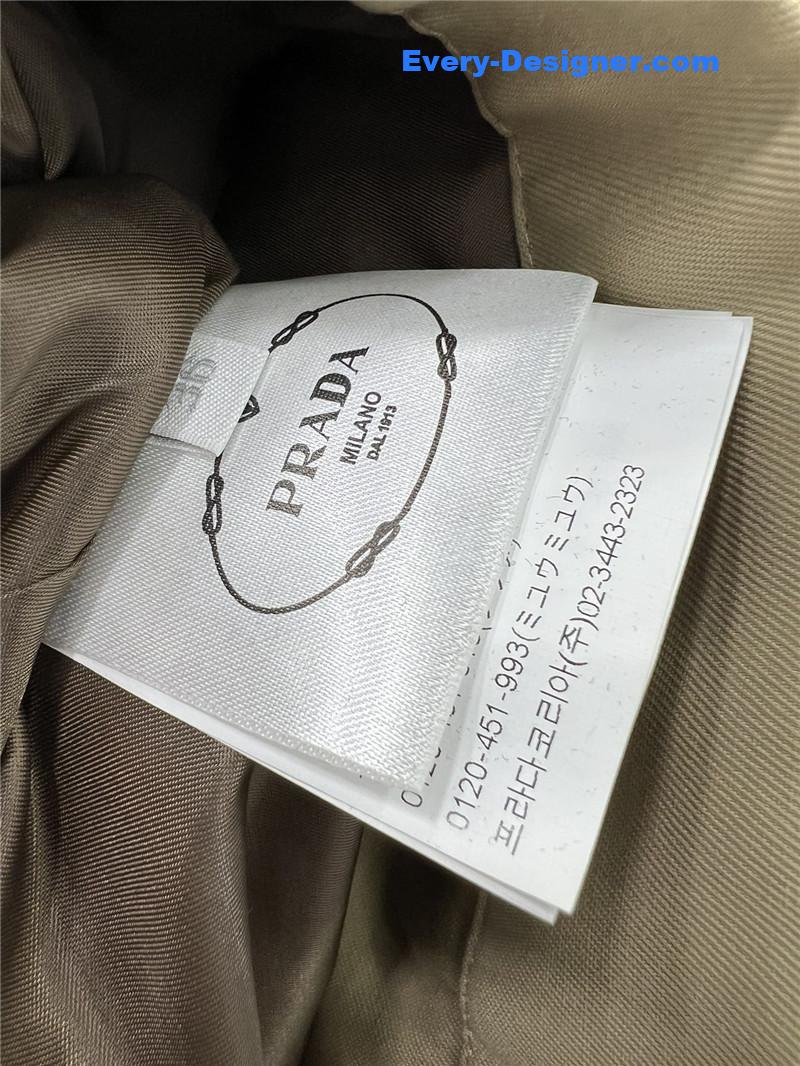 Every-Designer.com
PRADA
MILANO
DAL 1913
0120-451-993(ミュウミュウ)
프라다코리아(주)02-3443-2323